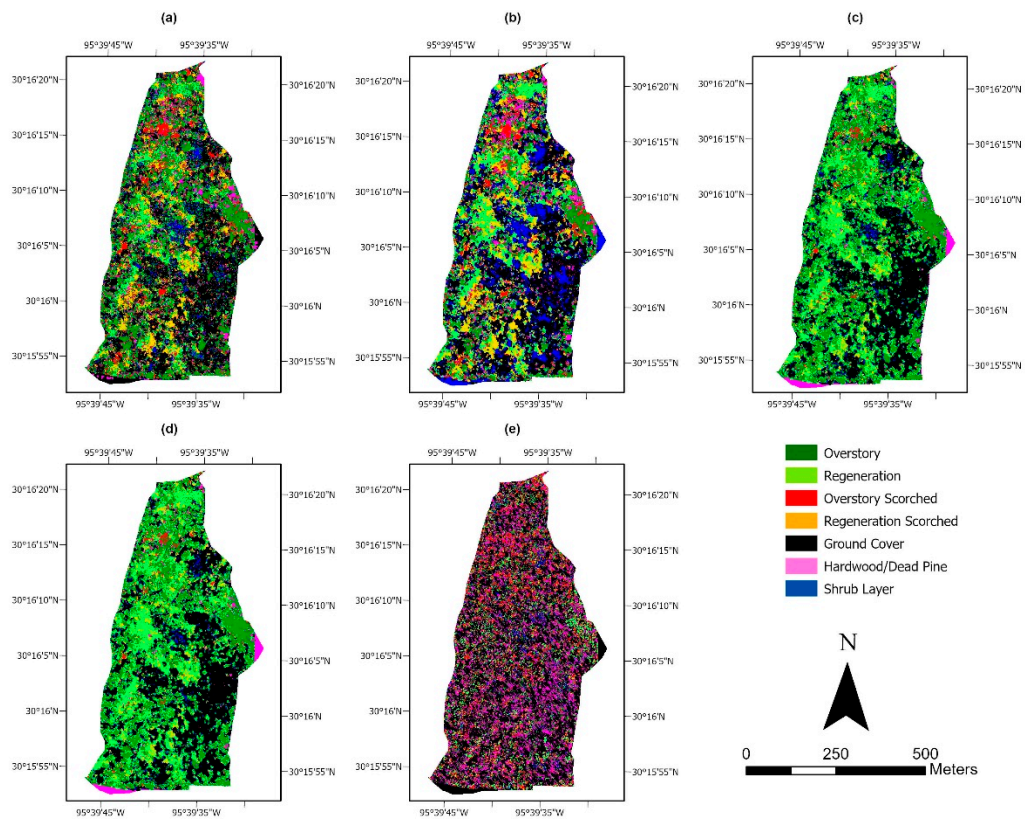 (a)
(b)
(c)
95°39'45"W 95°39'35"W
95°39'45"W 95°39'35"W
95°39'45"W 95°39'35"W
30°16'20"N
30°16'15"N
30°16'10"N
30°16'5"N
30°16'N
30°15'55"N
30°16'20"N
30°16'15"N
30°16'10"N
30°16'5"N
30°16'N
30°15'55"N
30°16'20"N
30°16'15"N
30°16'10"N
30°16'5"N
30°16'N
30°15'55"N
30°16'20"N
30°16'15"N
30°16'10"N
30°16'5"N
30°16'N
30°15'55"N
30°16'20"N
30°16'15"N
30°16'10"N
30°16'5"N
30°16'N
30°15'55"N
30°16'20"N
30°16'15"N
30°16'10"N
30°16'5"N
30°16'N
30°15'55"N
95°39'45"W 95°39'35"W
95°39'45"W 95°39'35"W
95°39'45"W 95°39'35"W
(d)
(e)
95°39'45"W 95°39'35"W
95°39'45"W 95°39'35"W
30°16'20"N
30°16'15"N
30°16'10"N
30°16'5"N
30°16'N
30°15'55"N
30°16'20"N
30°16'15"N
30°16'10"N
30°16'5"N
30°16'N
30°15'55"N
30°16'20"N
30°16'15"N
30°16'10"N
30°16'5"N
30°16'N
30°15'55"N
30°16'20"N
30°16'15"N
30°16'10"N
30°16'5"N
30°16'N
30°15'55"N
95°39'45"W 95°39'35"W
95°39'45"W 95°39'35"W
Overstory
Regeneration
Overstory Scorched
Regeneration Scorched
Ground Cover
Hardwood/Dead Pine
Shrub Layer
N
0 250 500
Meters